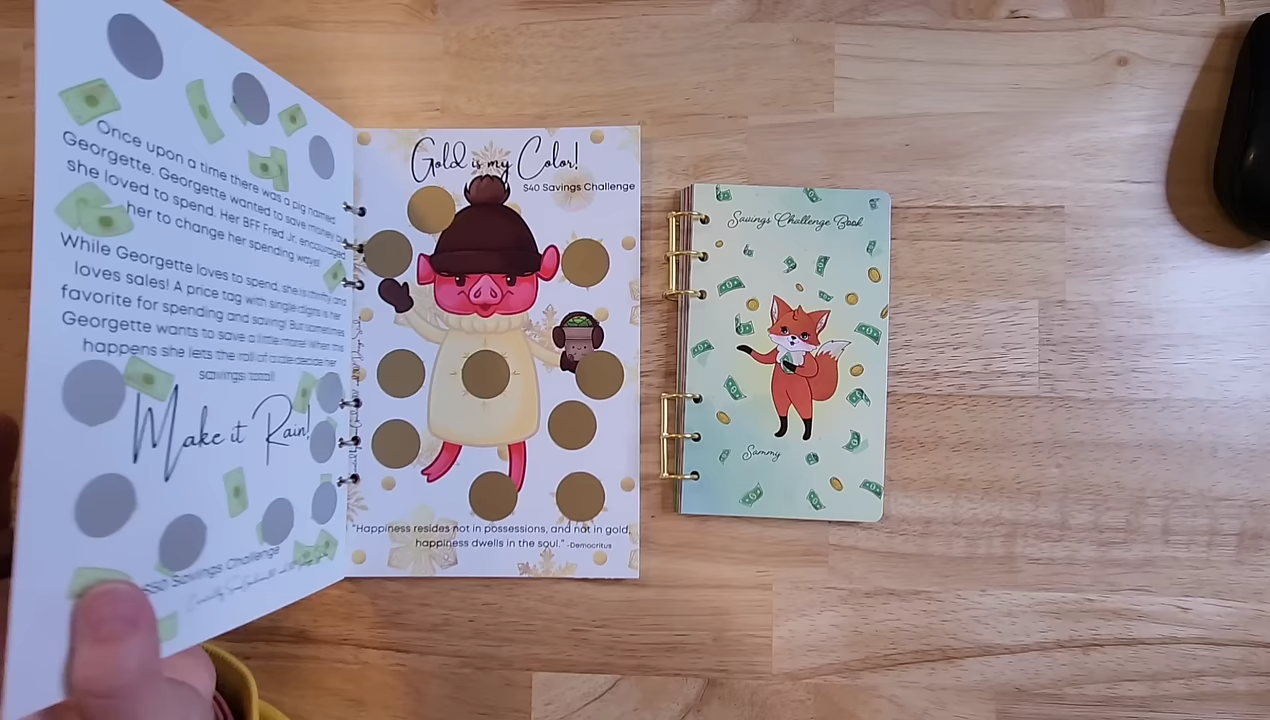 Once upon a time there was a pig named
Georgette. Georgette wanted to save money but
she loved to spend. Her BFF Fred Jr. encouraged
her to change her spending ways!
While Georgette loves to spend, she is thrifty and
loves sales! A price tag with single digits is her
favorite for spending and saving! But sometimes
Georgette wants to save a little more! When this
happens she lets the roll of a die decide her
savings total!
Make it Rain!
$50 Savings Challenge
Gold is my Color!
$40 Savings Challenge
"Happiness resides not in possessions, and not in gold,
happiness dwells in the soul." -Democritus
Savings Challenge Book
Sammy